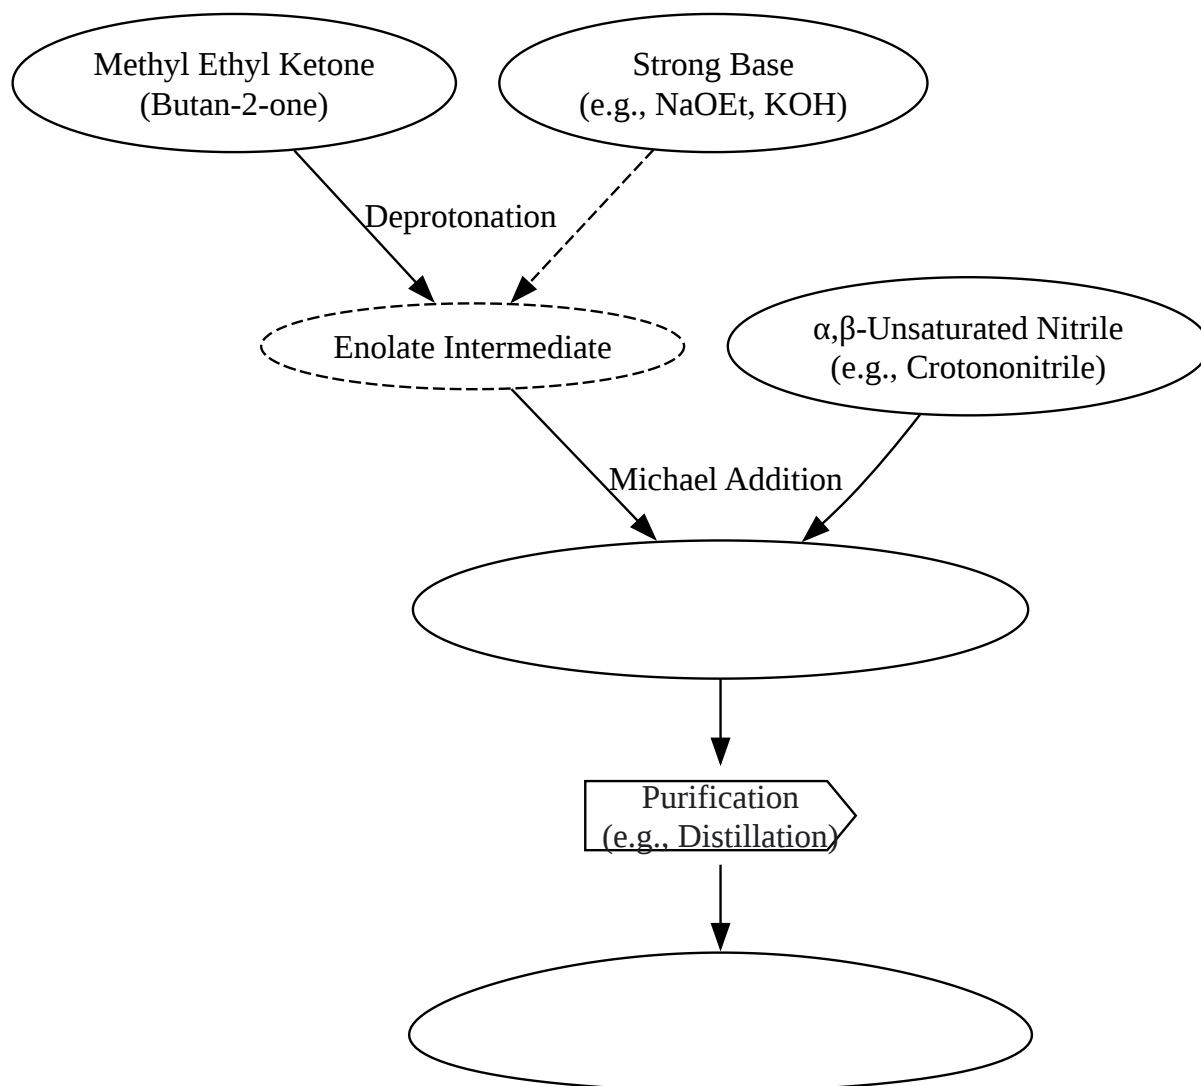 Methyl Ethyl Ketone
(Butan-2-one)
Strong Base
(e.g., NaOEt, KOH)
Deprotonation
Enolate Intermediate
α,β-Unsaturated Nitrile
(e.g., Crotononitrile)
Michael Addition
Purification
(e.g., Distillation)